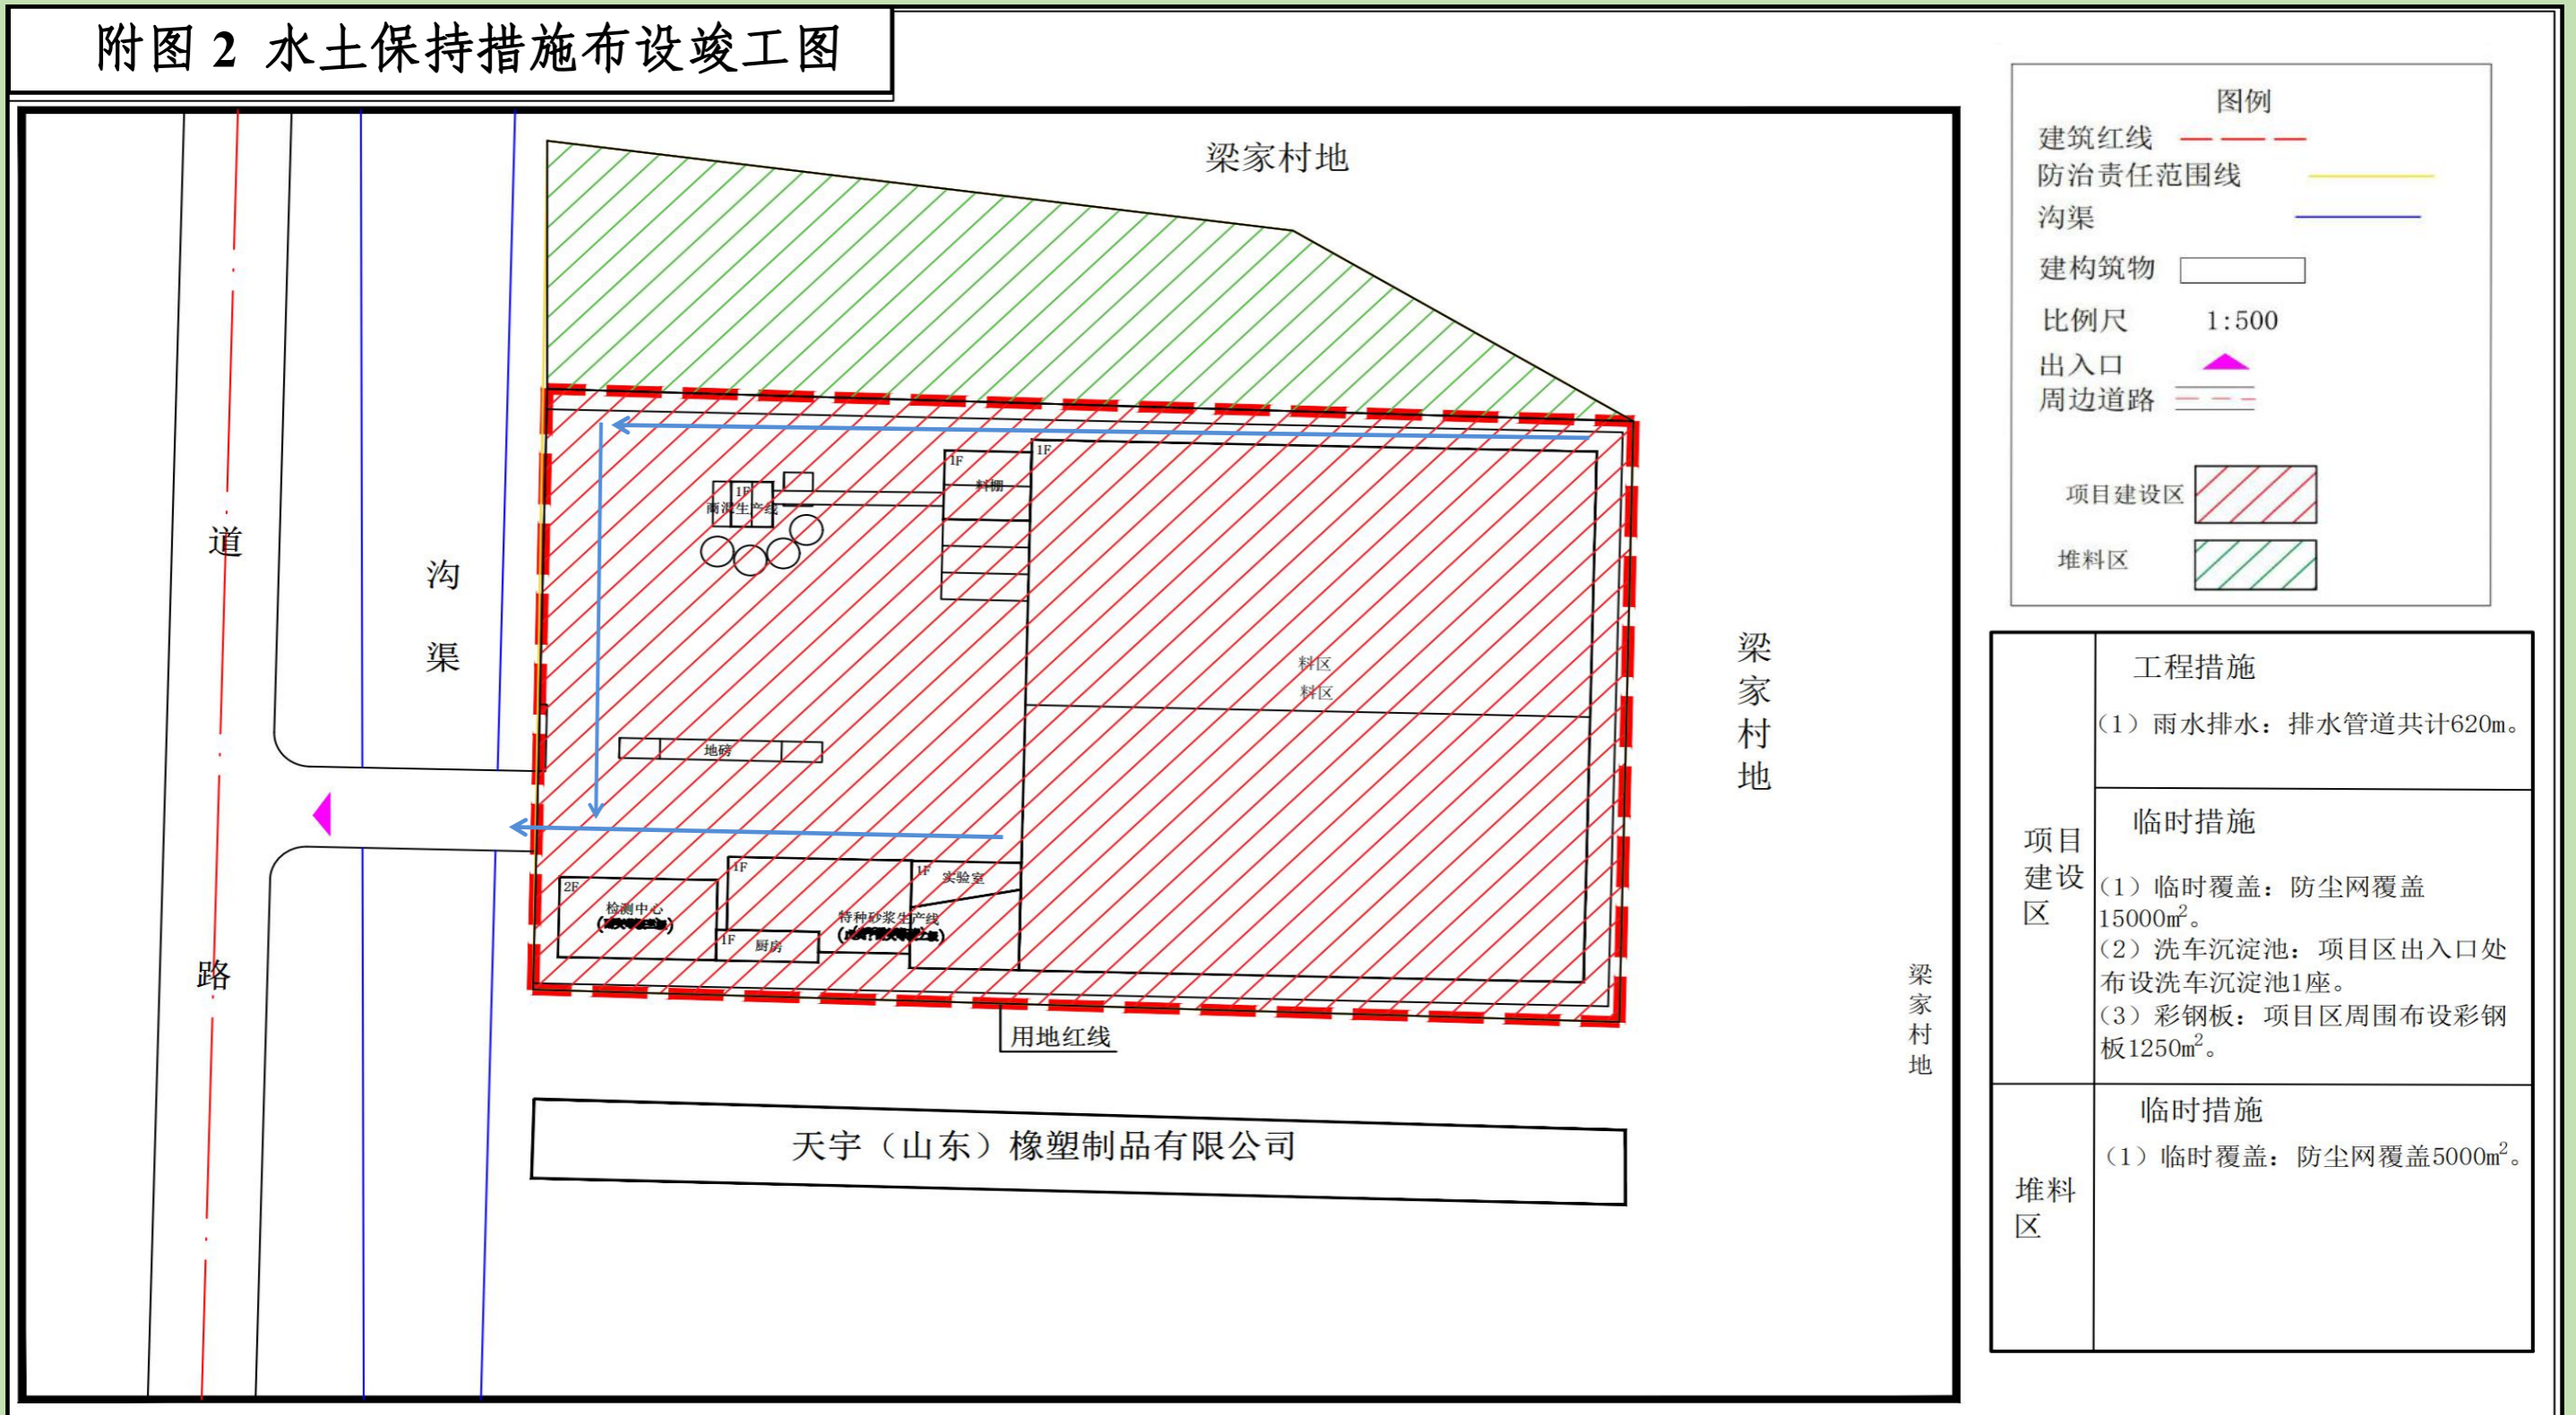 附图 2 水土保持措施布设竣工图
梁家村地
道
路
沟
渠
1F
1F
1F
料棚
商混生产线
料区
料区
地磅
2F
检测中心
1F
1F
厨房
特种砂浆生产线
1F
实验室
用地红线
梁家村地
梁家村地
天宇（山东）橡塑制品有限公司
图例
建筑红线
防治责任范围线
沟渠
建构筑物
比例尺 1:500
出入口
周边道路
项目建设区
堆料区
项目
建设
区
工程措施
（1）雨水排水：排水管道共计620m。
临时措施
（1）临时覆盖：防尘网覆盖
15000m²。
（2）洗车沉淀池：项目区出入口处
布设洗车沉淀池1座。
（3）彩钢板：项目区周围布设彩钢
板1250m²。
堆料
区
临时措施
（1）临时覆盖：防尘网覆盖5000m²。